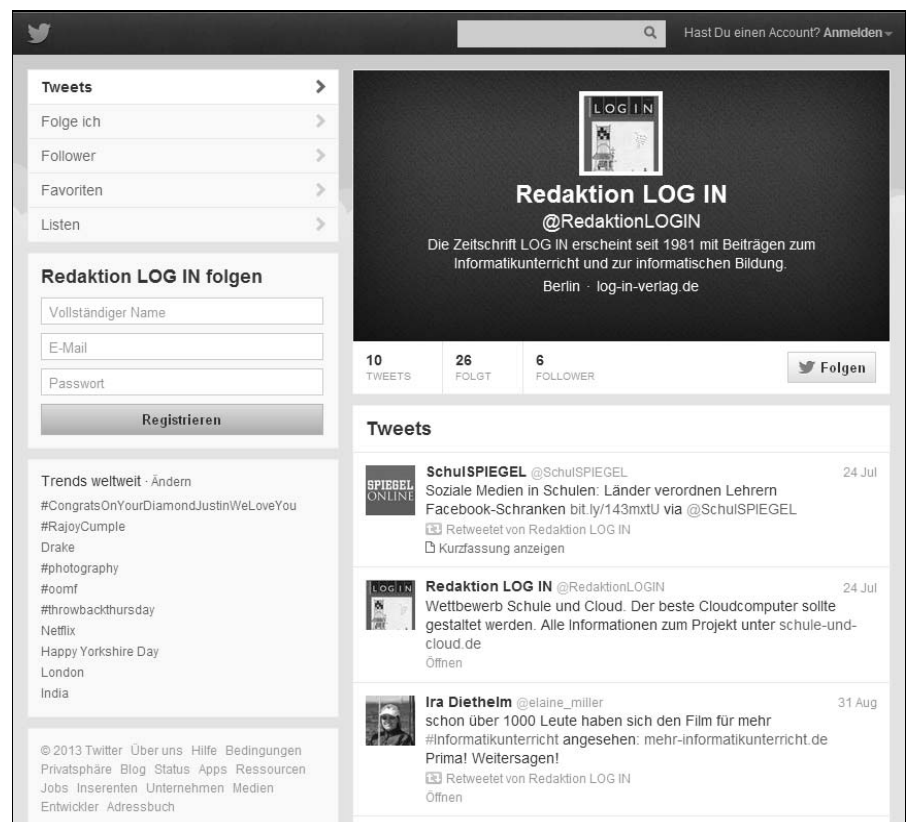 Hast Du einen Account? Anmelden
Tweets
Folge ich
Follower
Favoriten
Listen
Redaktion LOG IN folgen
Vollständiger Name
E-Mail
Passwort
Registrieren
Trends weltweit · Ändern
#CongratsOnYourDiamondJustinWeLoveYou
#RajoyCumple
Drake
#photography
#oomf
#throwbackthursday
Netflix
Happy Yorkshire Day
London
India
© 2013 Twitter Über uns Hilfe Bedingungen
Privatsphäre Blog Status Apps Ressourcen
Jobs Inserenten Unternehmen Medien
Entwickler Adressbuch
LOG IN
Redaktion LOG IN
@RedaktionLOGIN
Die Zeitschrift LOG IN erscheint seit 1981 mit Beiträgen zum
Informatikunterricht und zur informatischen Bildung.
Berlin · log-in-verlag.de
10 TWEETS
26 FOLGT
6 FOLLOWER
Folgen
Tweets
SPIEGEL
ONLINE
SchulSPIEGEL @SchulSPIEGEL 24 Jul
Soziale Medien in Schulen: Länder verordnen Lehrern
Facebook-Schranken bit.ly/143mxtU via @SchulSPIEGEL
Retweetet von Redaktion LOG IN
Kurzfassung anzeigen
LOG IN
Redaktion LOG IN @RedaktionLOGIN 24 Jul
Wettbewerb Schule und Cloud. Der beste Cloudcomputer sollte
gestaltet werden. Alle Informationen zum Projekt unter schule-und-
cloud.de
Öffnen
Ira Diethelm @elaine_miller 31 Aug
schon über 1000 Leute haben sich den Film für mehr
#Informatikunterricht angesehen: mehr-informatikunterricht.de
Prima! Weitersagen!
Retweetet von Redaktion LOG IN
Öffnen